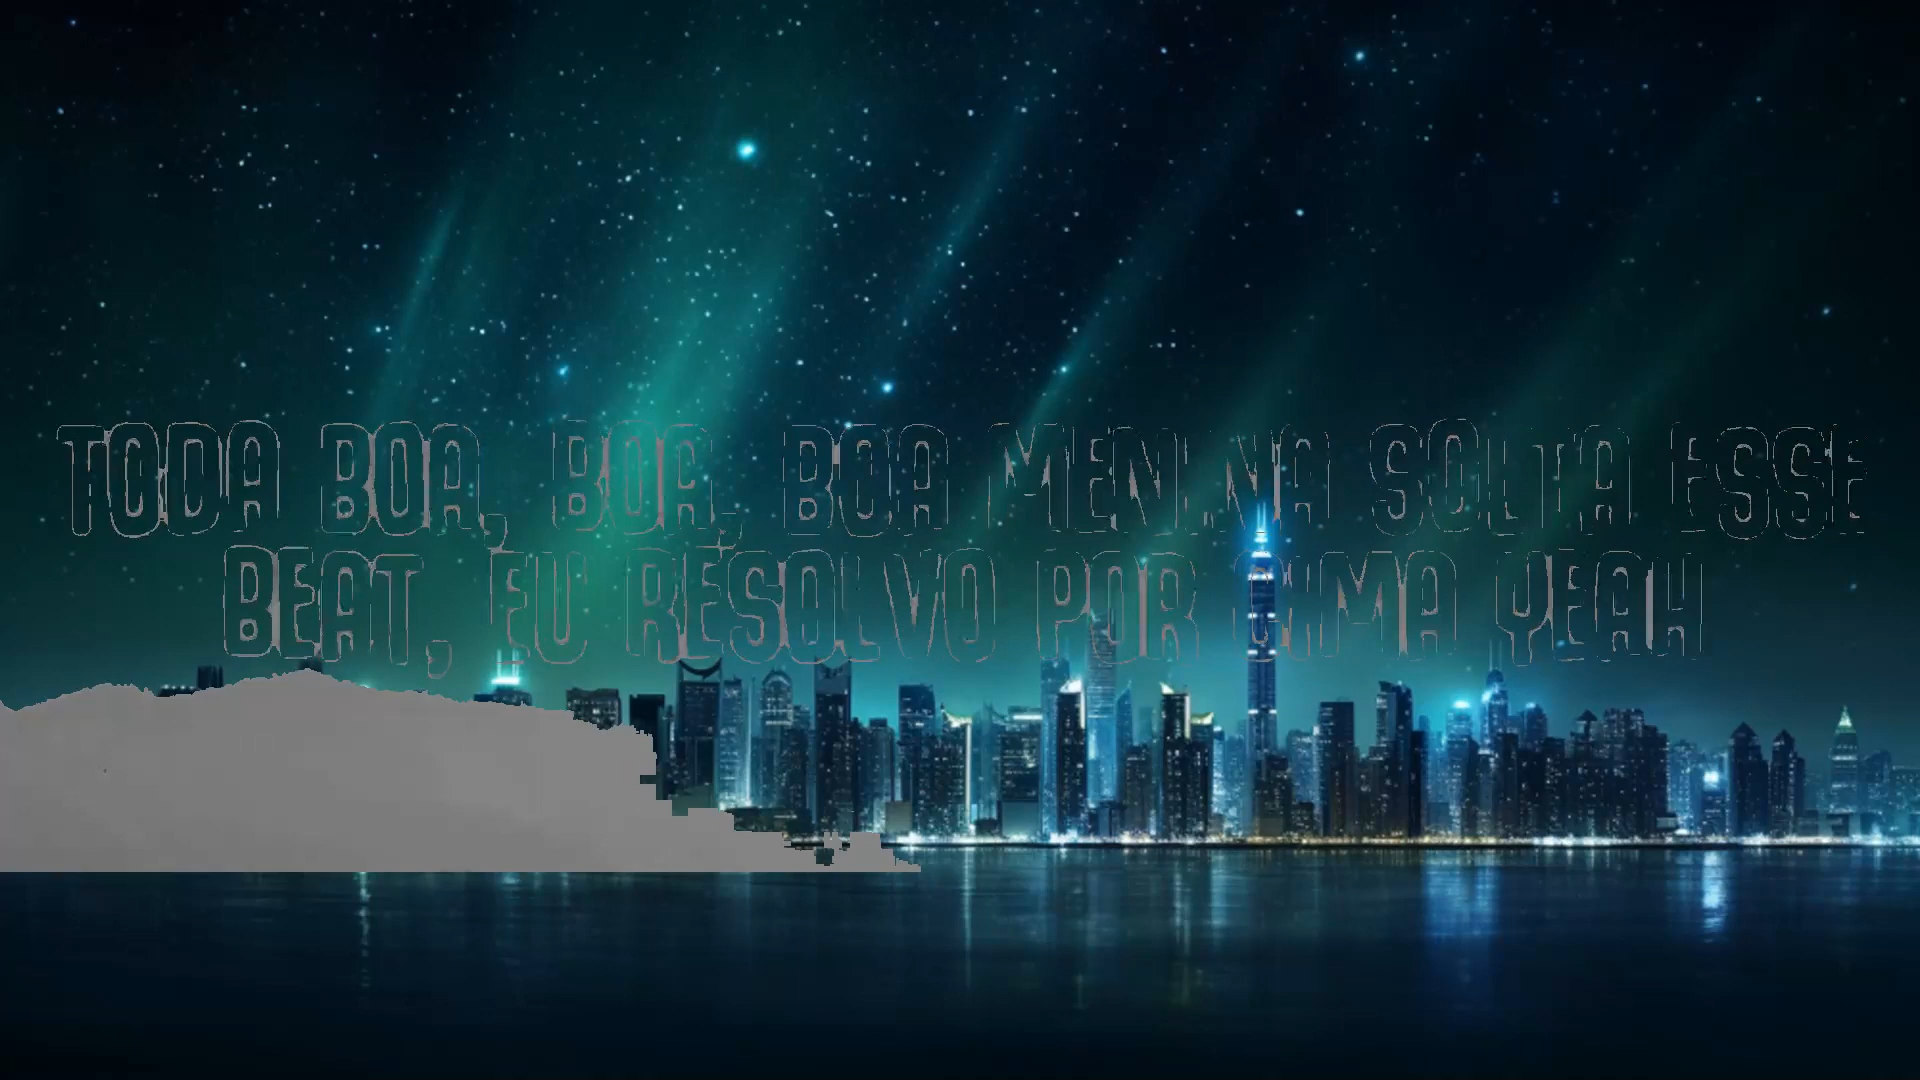 TODA BOA, BOA, BOA MENINA SOLTA ESSE
BEAT, EU RESOLVO POR CIMA YEAH